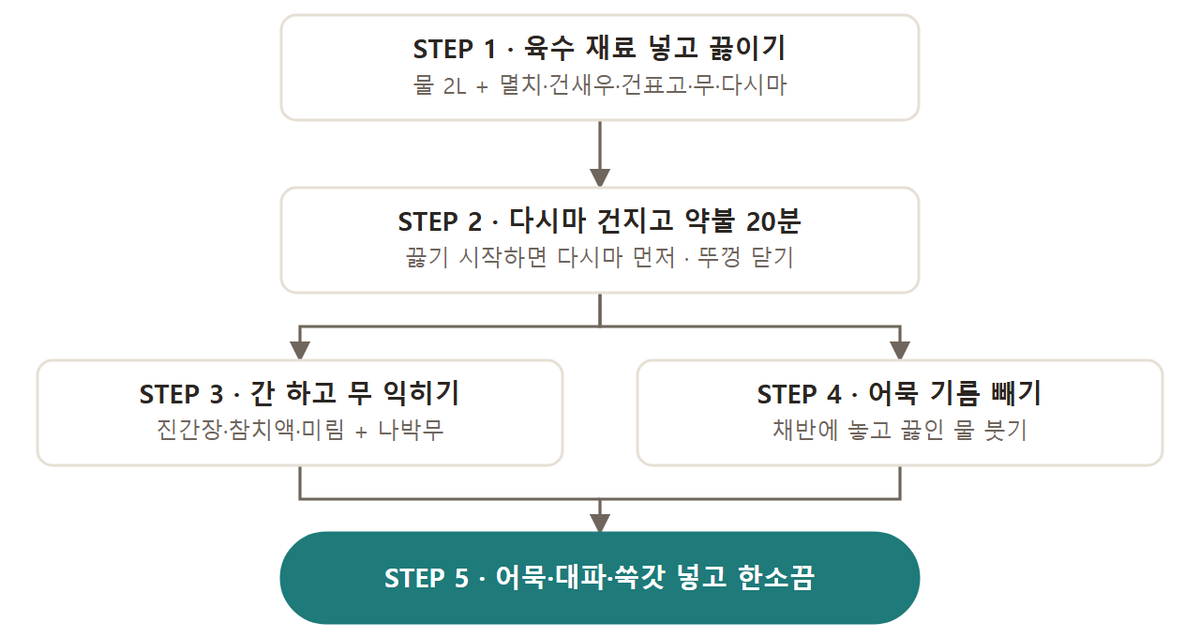 STEP 1 · 육수 재료 넣고 끓이기
물 2L + 멸치·건새우·건표고·무·다시마
STEP 2 · 다시마 건지고 약불 20분
끓기 시작하면 다시마 먼저 · 뚜껑 닫기
STEP 3 · 간 하고 무 익히기
진간장·참치액·미림 + 나박무
STEP 4 · 어묵 기름 빼기
채반에 놓고 끓인 물 붓기
STEP 5 · 어묵·대파·쑥갓 넣고 한소끔